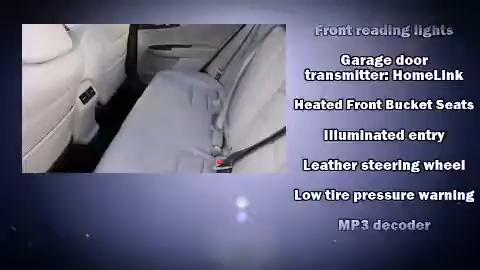 Front reading lights
Garage door
transmitter: HomeLink
Heated Front Bucket Seats
Illuminated entry
Leather steering wheel
Low tire pressure warning
MP3 decoder